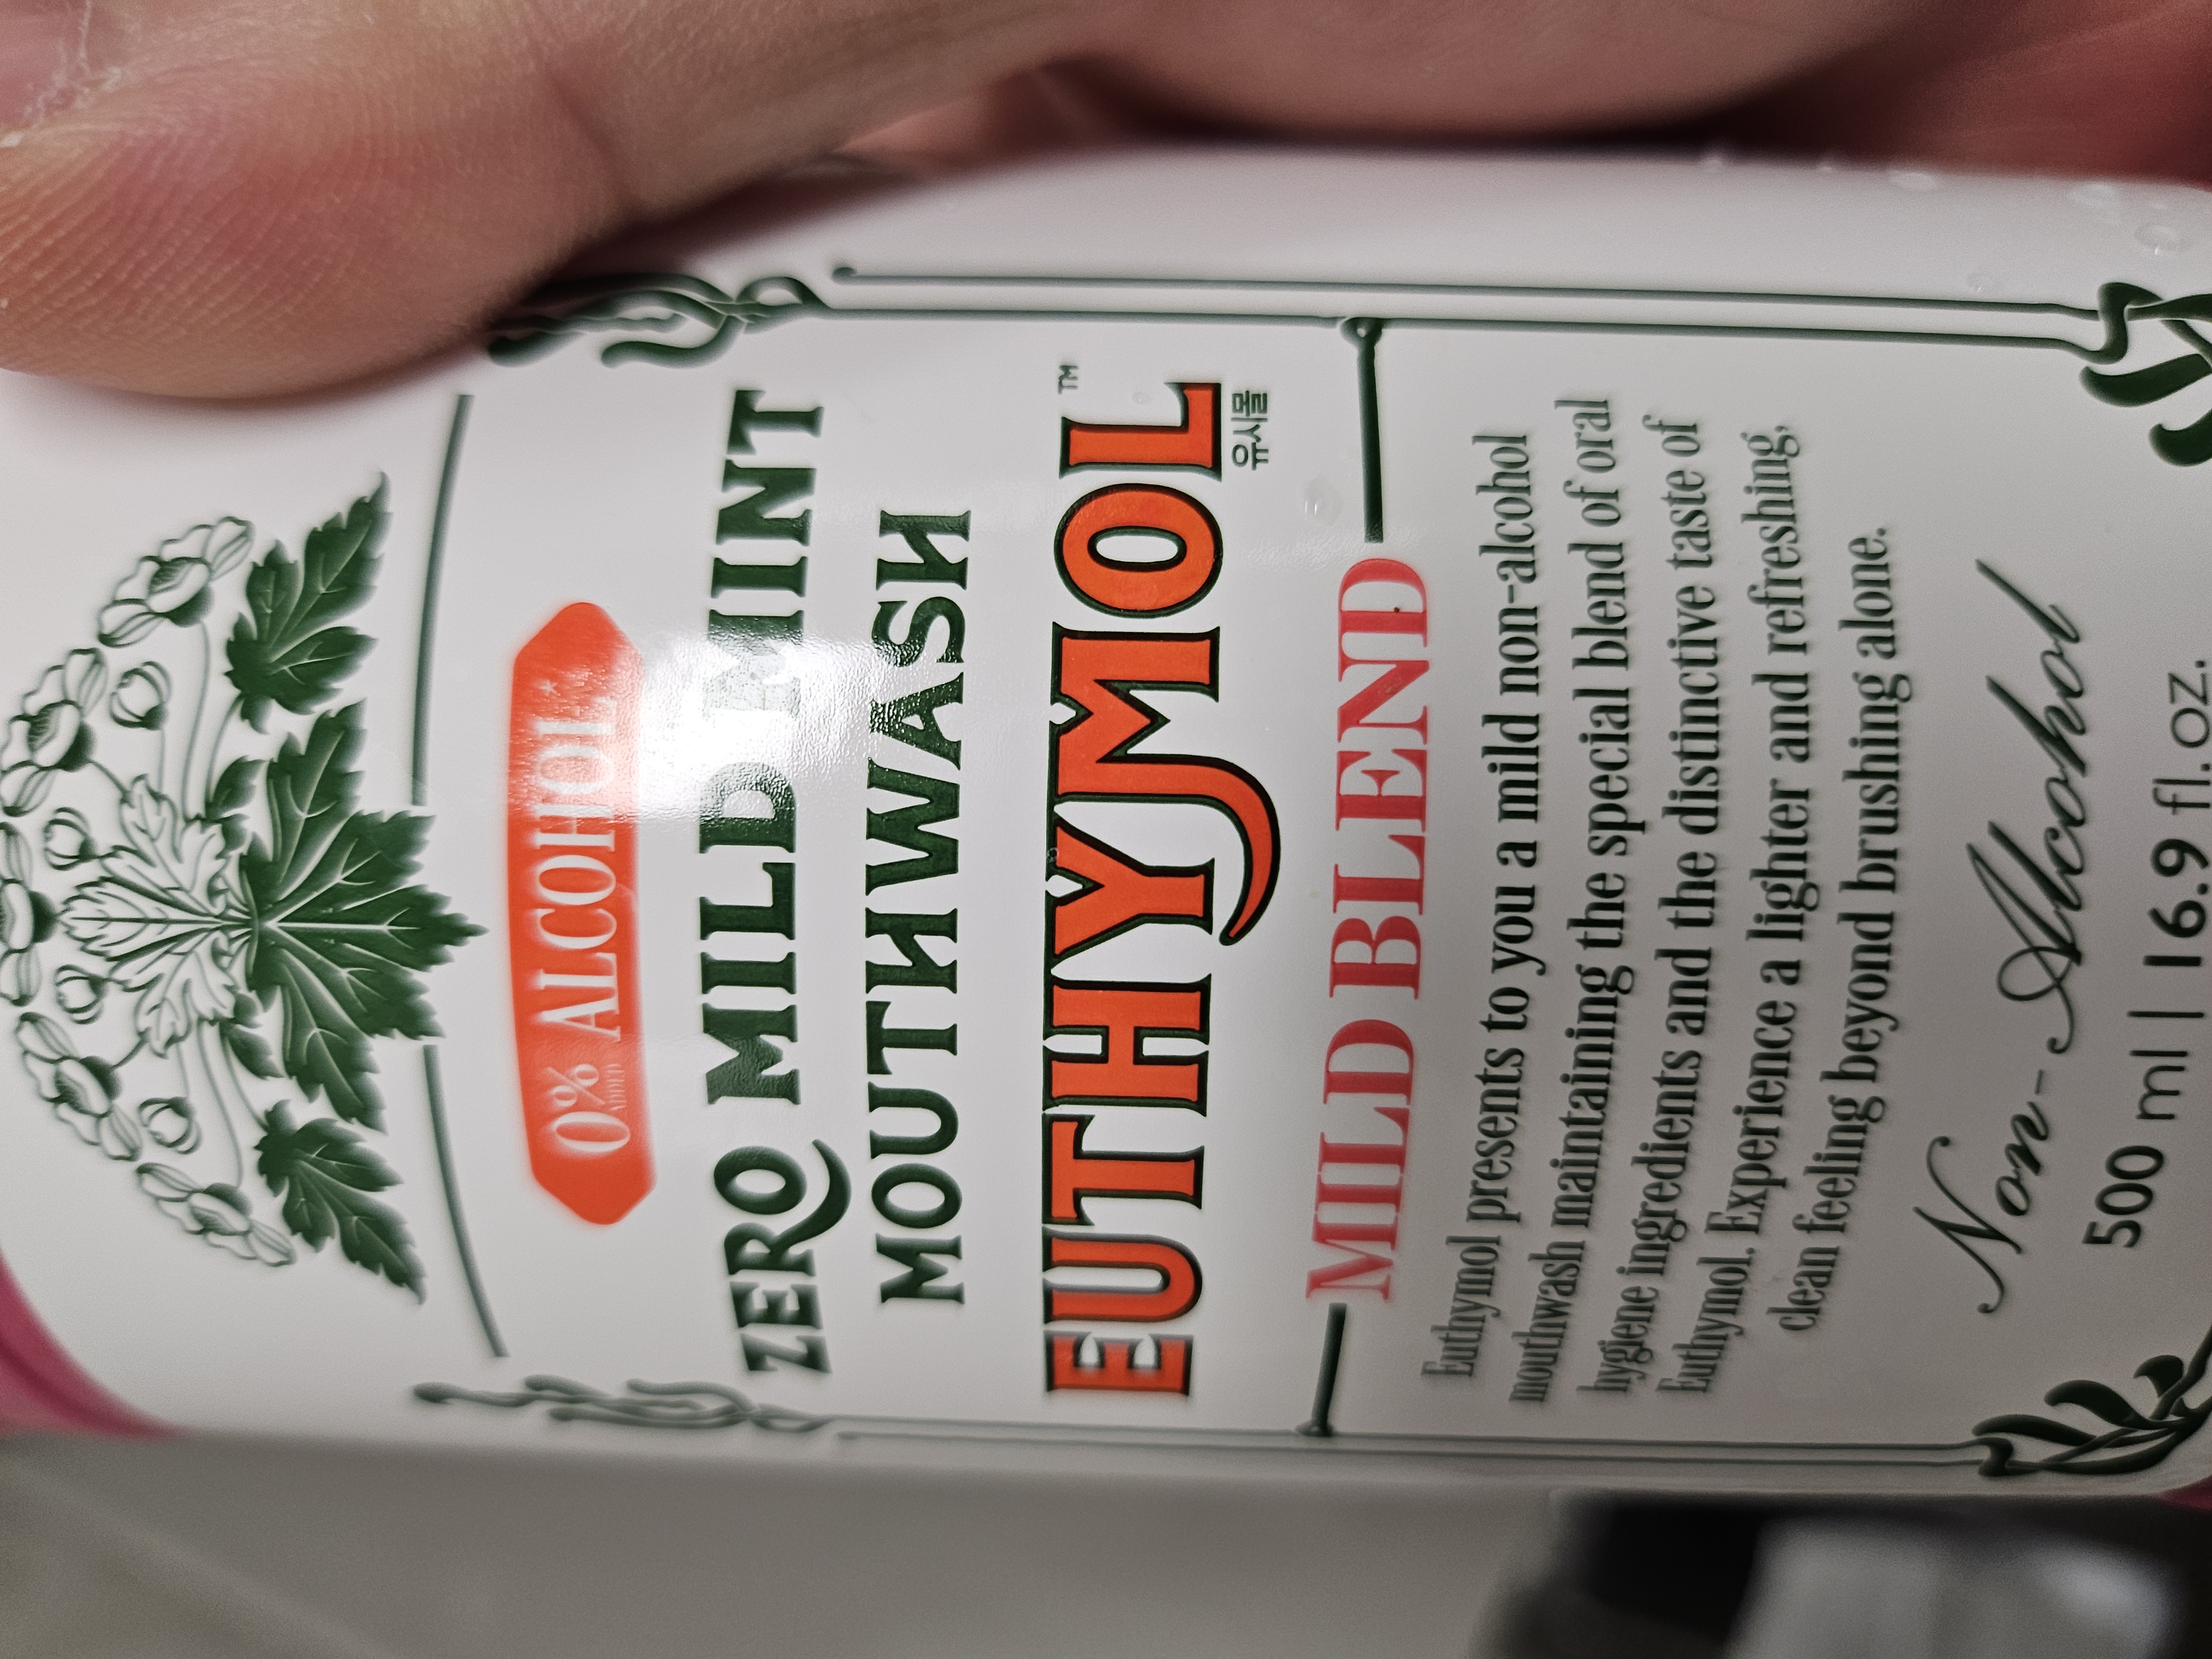 0% ALCOHOL*
ADDED
ZERO MILD MINT
MOUTHWASH
EUTHYMOL™
유시몰
MILD BLEND
Euthymol presents to you a mild non-alcohol
mouthwash maintaining the special blend of oral
hygiene ingredients and the distinctive taste of
Euthymol. Experience a lighter and refreshing,
clean feeling beyond brushing alone.
Non-Alcohol
500 ml | 16.9 fl.oz.